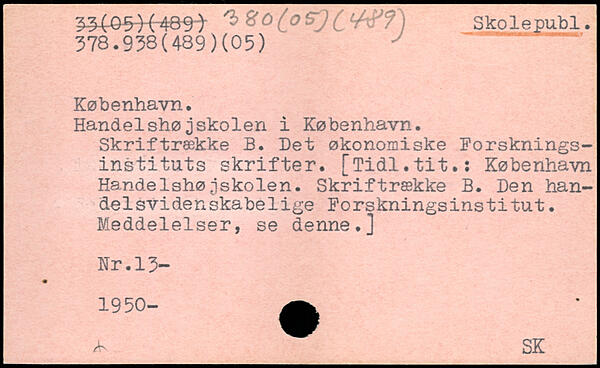 33(05)(489) 380(05)(489) Skolepubl.
378.938(489)(05)
København.
Handelshøjskolen i København.
Skriftrække B. Det økonomiske Forsknings-
instituts skrifter. [Tidl.tit.: København
Handelshøjskolen. Skriftrække B. Den han-
delsvidenskabelige Forskningsinstitut.
Meddelelser, se denne.]
Nr.13-
1950-
SK